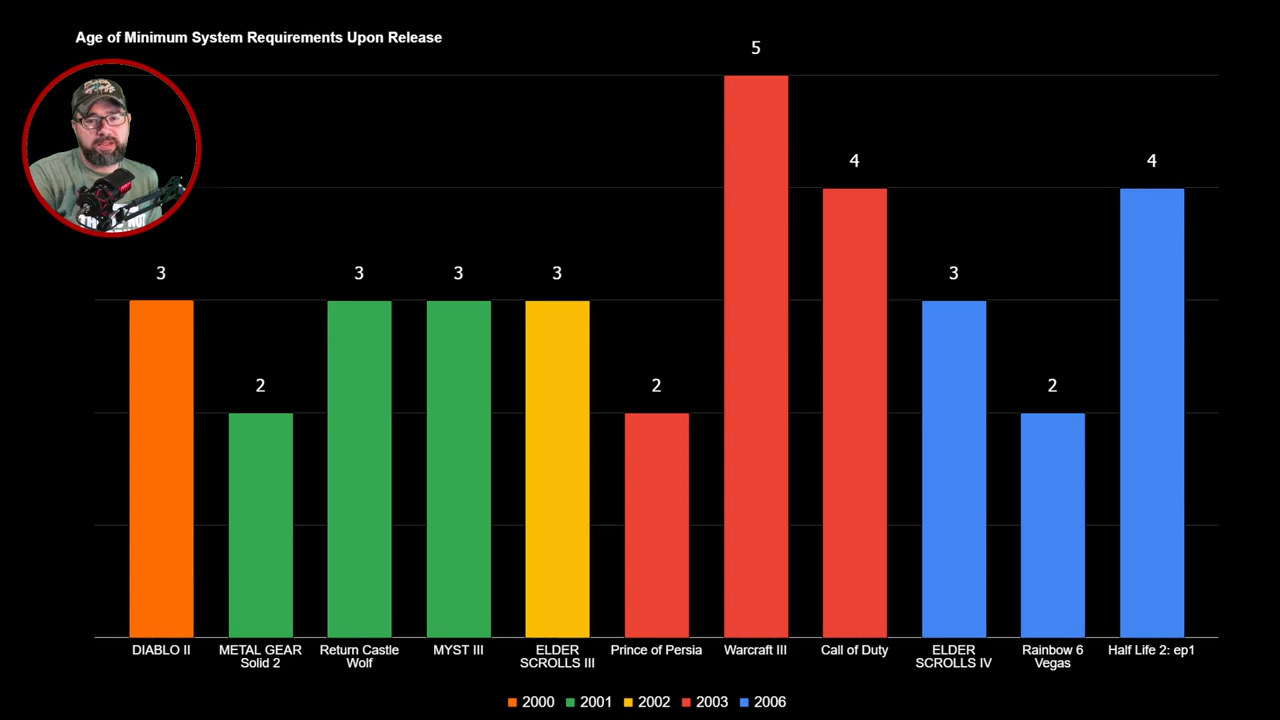 Age of Minimum System Requirements Upon Release
5
4
4
3
3
3
3
3
2
2
2
DIABLO II
METAL GEAR
Solid 2
Return Castle
Wolf
MYST III
ELDER
SCROLLS III
Prince of Persia
Warcraft III
Call of Duty
ELDER
SCROLLS IV
Rainbow 6
Vegas
Half Life 2: ep1
2000
2001
2002
2003
2006